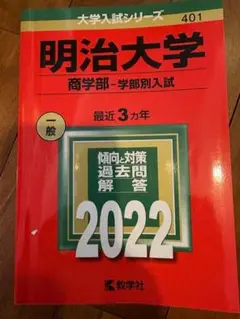 大学入試シリーズ
401
明治大学
商学部-学部別入試
一般
最近3カ年
傾向と対策
過去問
解答
2022
教学社